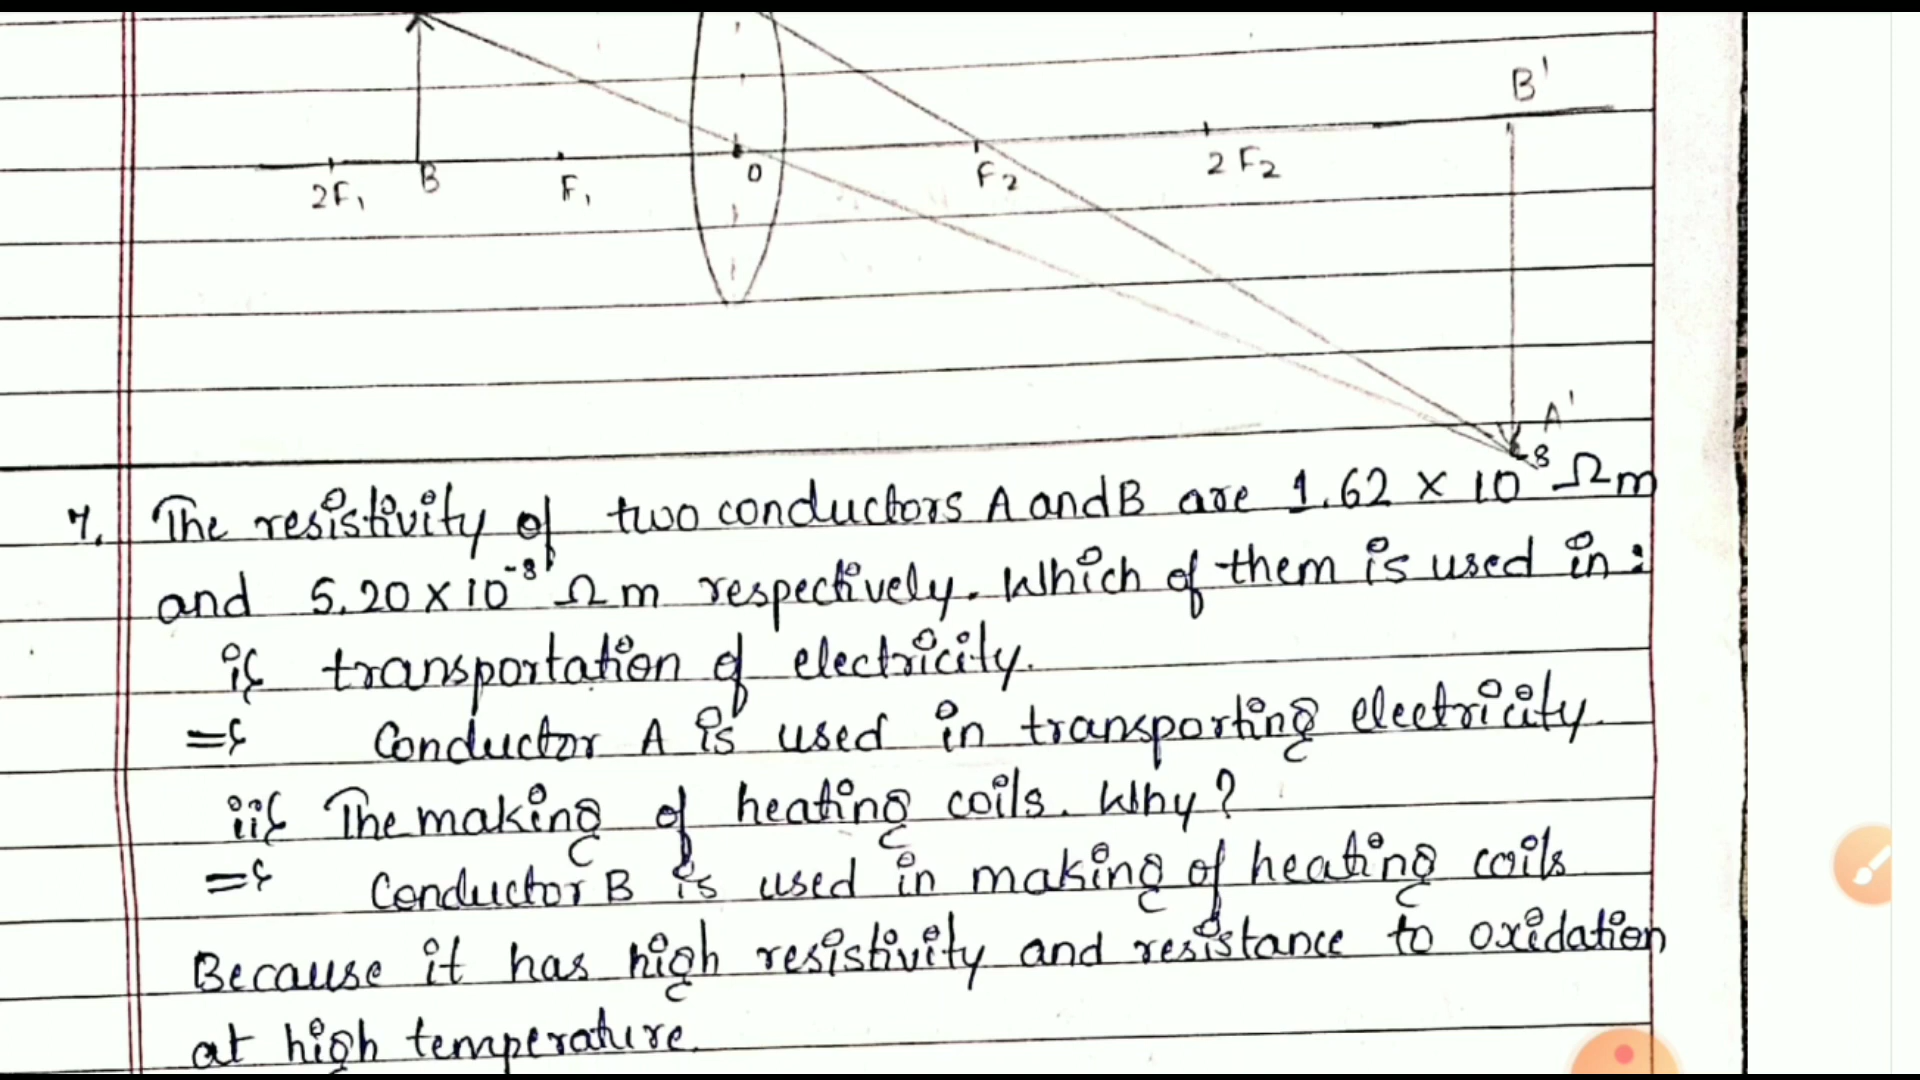 B'
2F₁ B F₁ O F₂ 2F₂
A'
7. The resistivity of two conductors A and B are 1.62 × 10⁻⁸ Ωm
and 5.20 × 10⁻⁸ Ωm respectively. Which of them is used in :
i{ transportation of electricity.
={ Conductor A is used in transporting electricity.
ii{ The making of heating coils. Why?
={ Conductor B is used in making of heating coils
Because it has high resistivity and resistance to oxidation
at high temperature.